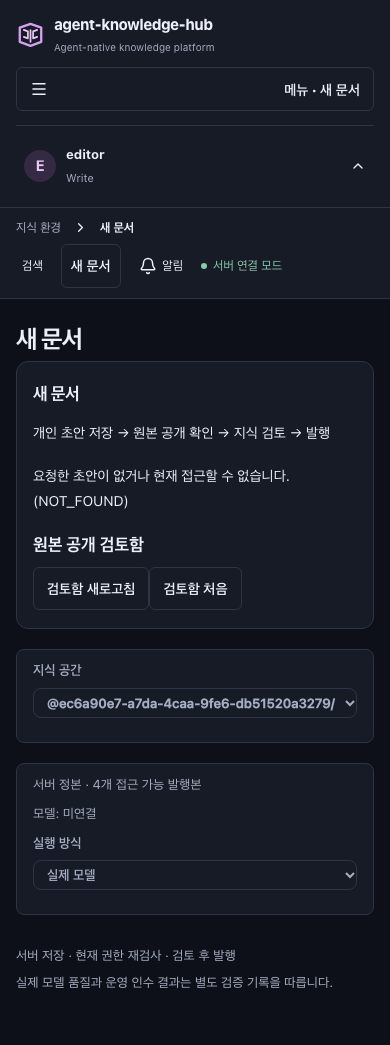 agent-knowledge-hub
Agent-native knowledge platform
메뉴 · 새 문서
E
editor
Write
지식 환경 > 새 문서
검색 새 문서 알림 서버 연결 모드
새 문서
새 문서
개인 초안 저장 → 원본 공개 확인 → 지식 검토 → 발행
요청한 초안이 없거나 현재 접근할 수 없습니다.
(NOT_FOUND)
원본 공개 검토함
검토함 새로고침 검토함 처음
지식 공간
@ec6a90e7-a7da-4caa-9fe6-db51520a3279/
서버 정본 · 4개 접근 가능 발행본
모델: 미연결
실행 방식
실제 모델
서버 저장 · 현재 권한 재검사 · 검토 후 발행
실제 모델 품질과 운영 인수 결과는 별도 검증 기록을 따릅니다.